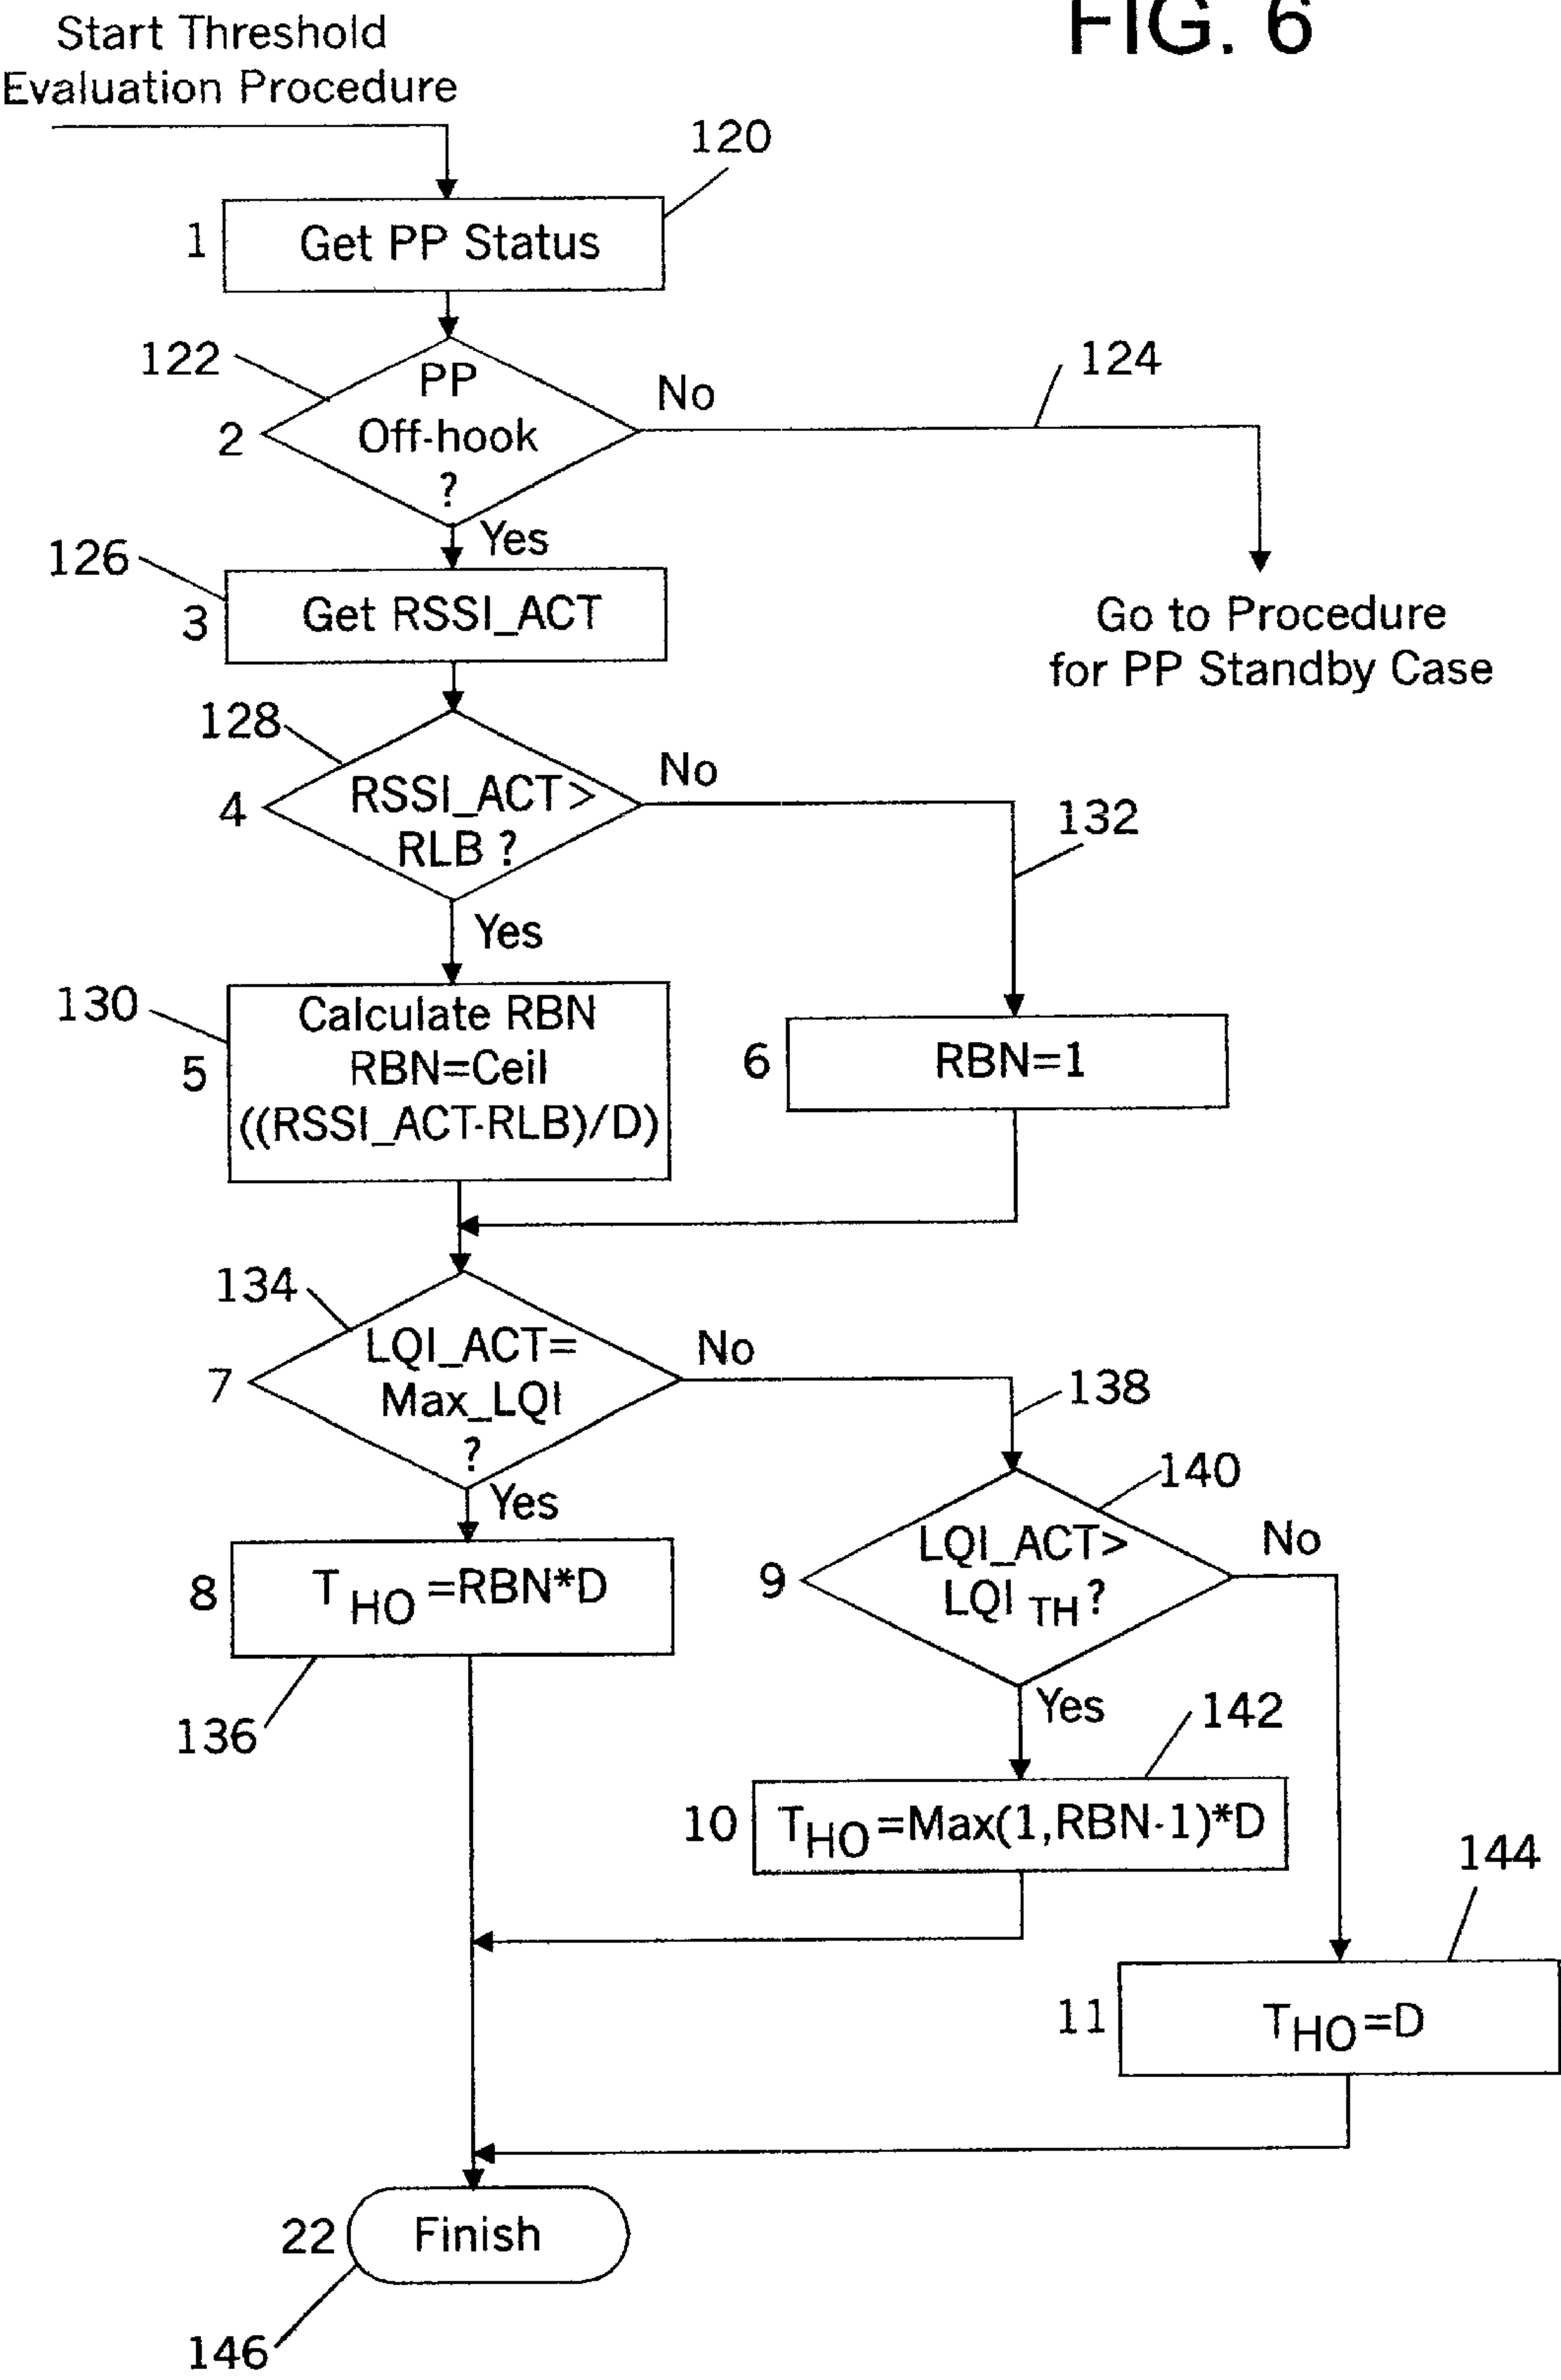 FIG. 6
Start Threshold
Evaluation Procedure
120
1
Get PP Status
122
2
PP
Off-hook
?
No
124
Yes
Go to Procedure
for PP Standby Case
126
3
Get RSSI_ACT
128
4
RSSI_ACT>
RLB ?
No
132
Yes
130
5
Calculate RBN
RBN=Ceil
((RSSI_ACT-RLB)/D)
6
RBN=1
134
7
LQI_ACT=
Max_LQI
?
No
138
Yes
140
8
T HO =RBN*D
136
9
LQI_ACT>
LQI TH ?
No
Yes
142
10
THO =Max(1,RBN-1)*D
144
11
THO =D
22
Finish
146